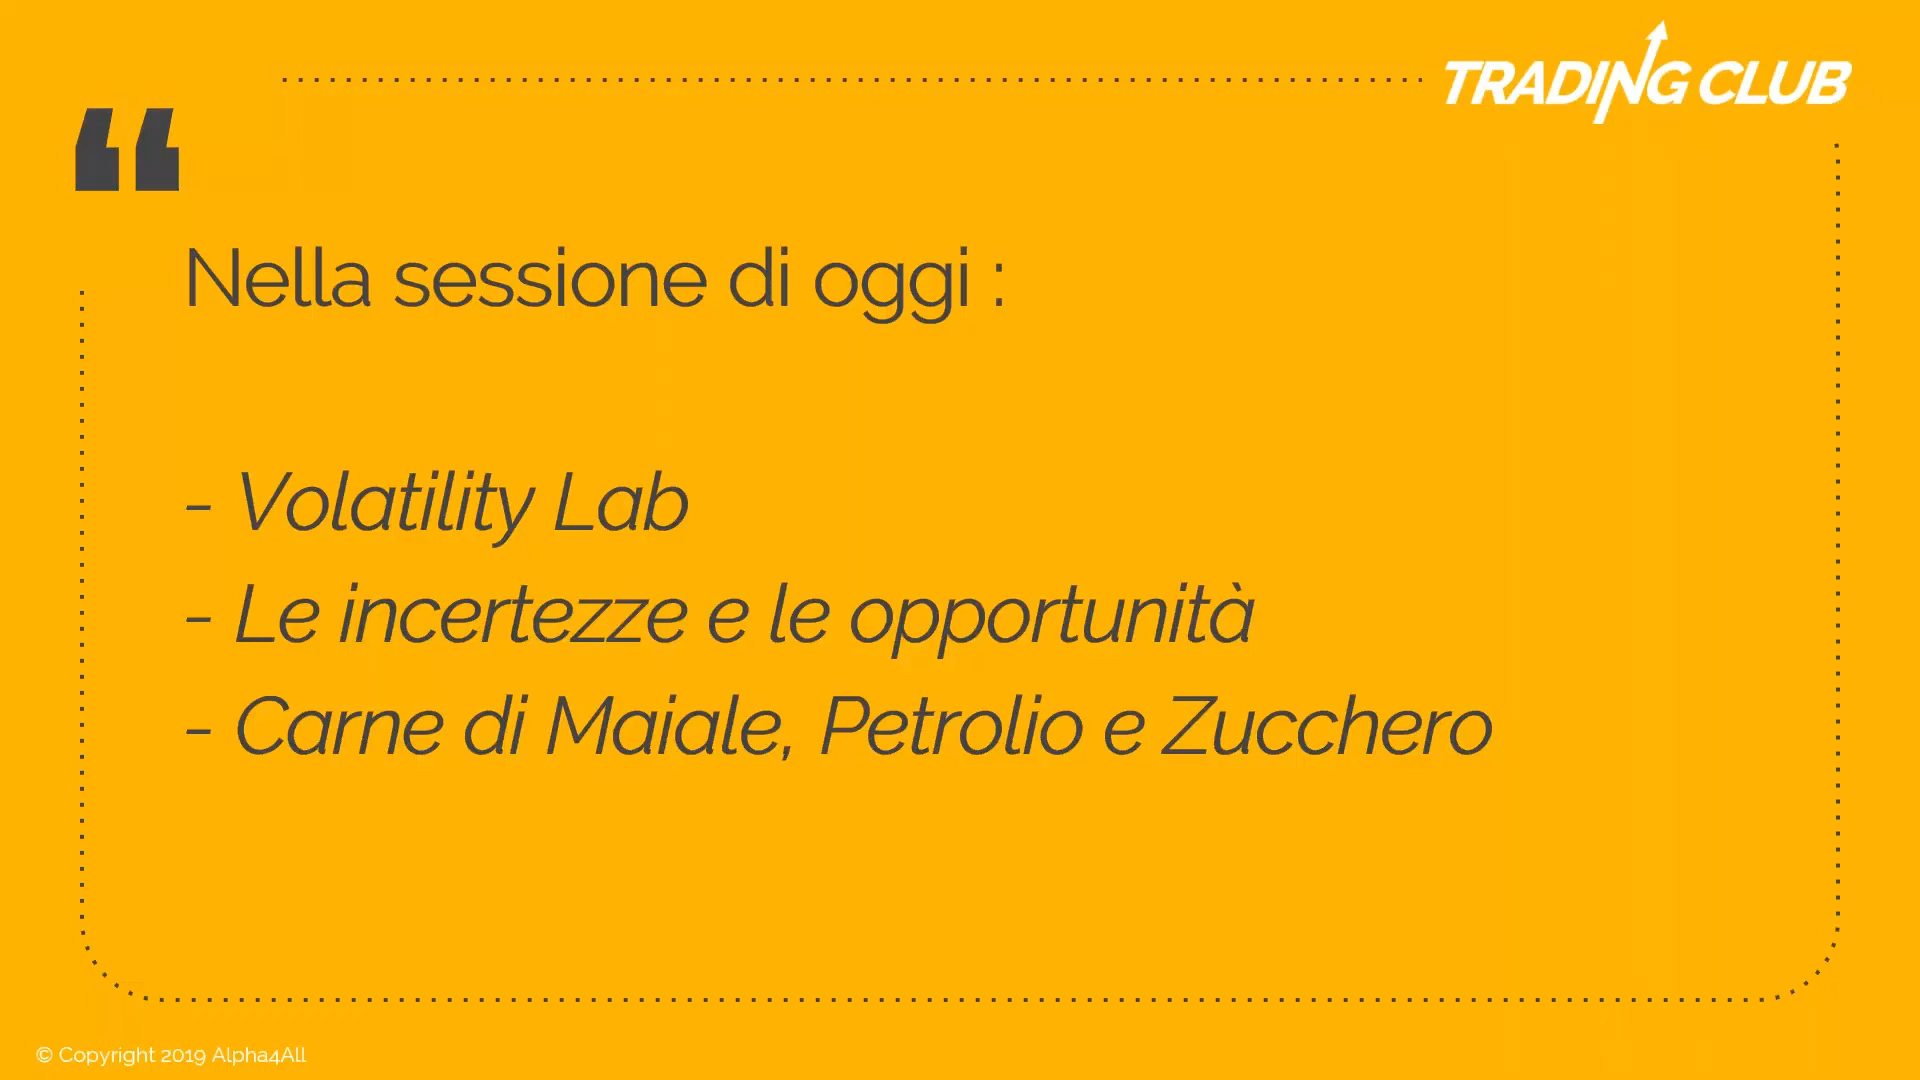 TRADING CLUB
“
Nella sessione di oggi :
- Volatility Lab
- Le incertezze e le opportunità
- Carne di Maiale, Petrolio e Zucchero
© Copyright 2019 Alpha4All